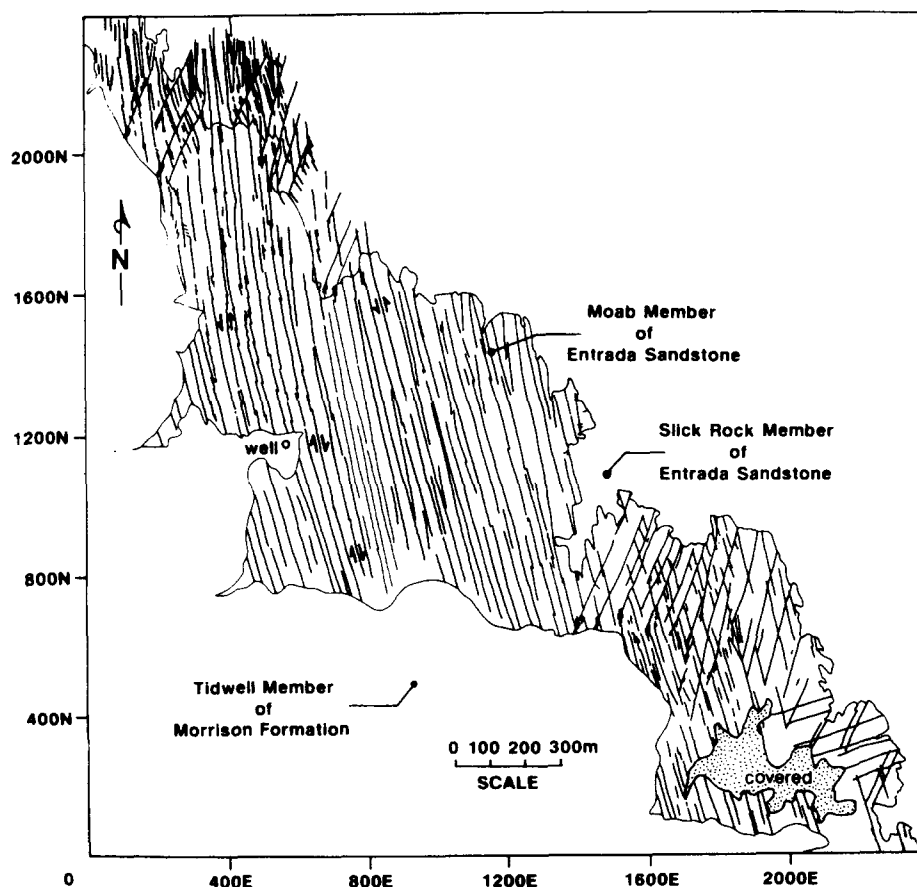 2000N
1600N
1200N
800N
400N
0
400E
800E
1200E
1600E
2000E
N
Moab Member
of
Entrada Sandstone
Slick Rock Member
of
Entrada Sandstone
well
Tidwell Member
of
Morrison Formation
0 100 200 300m
SCALE
covered